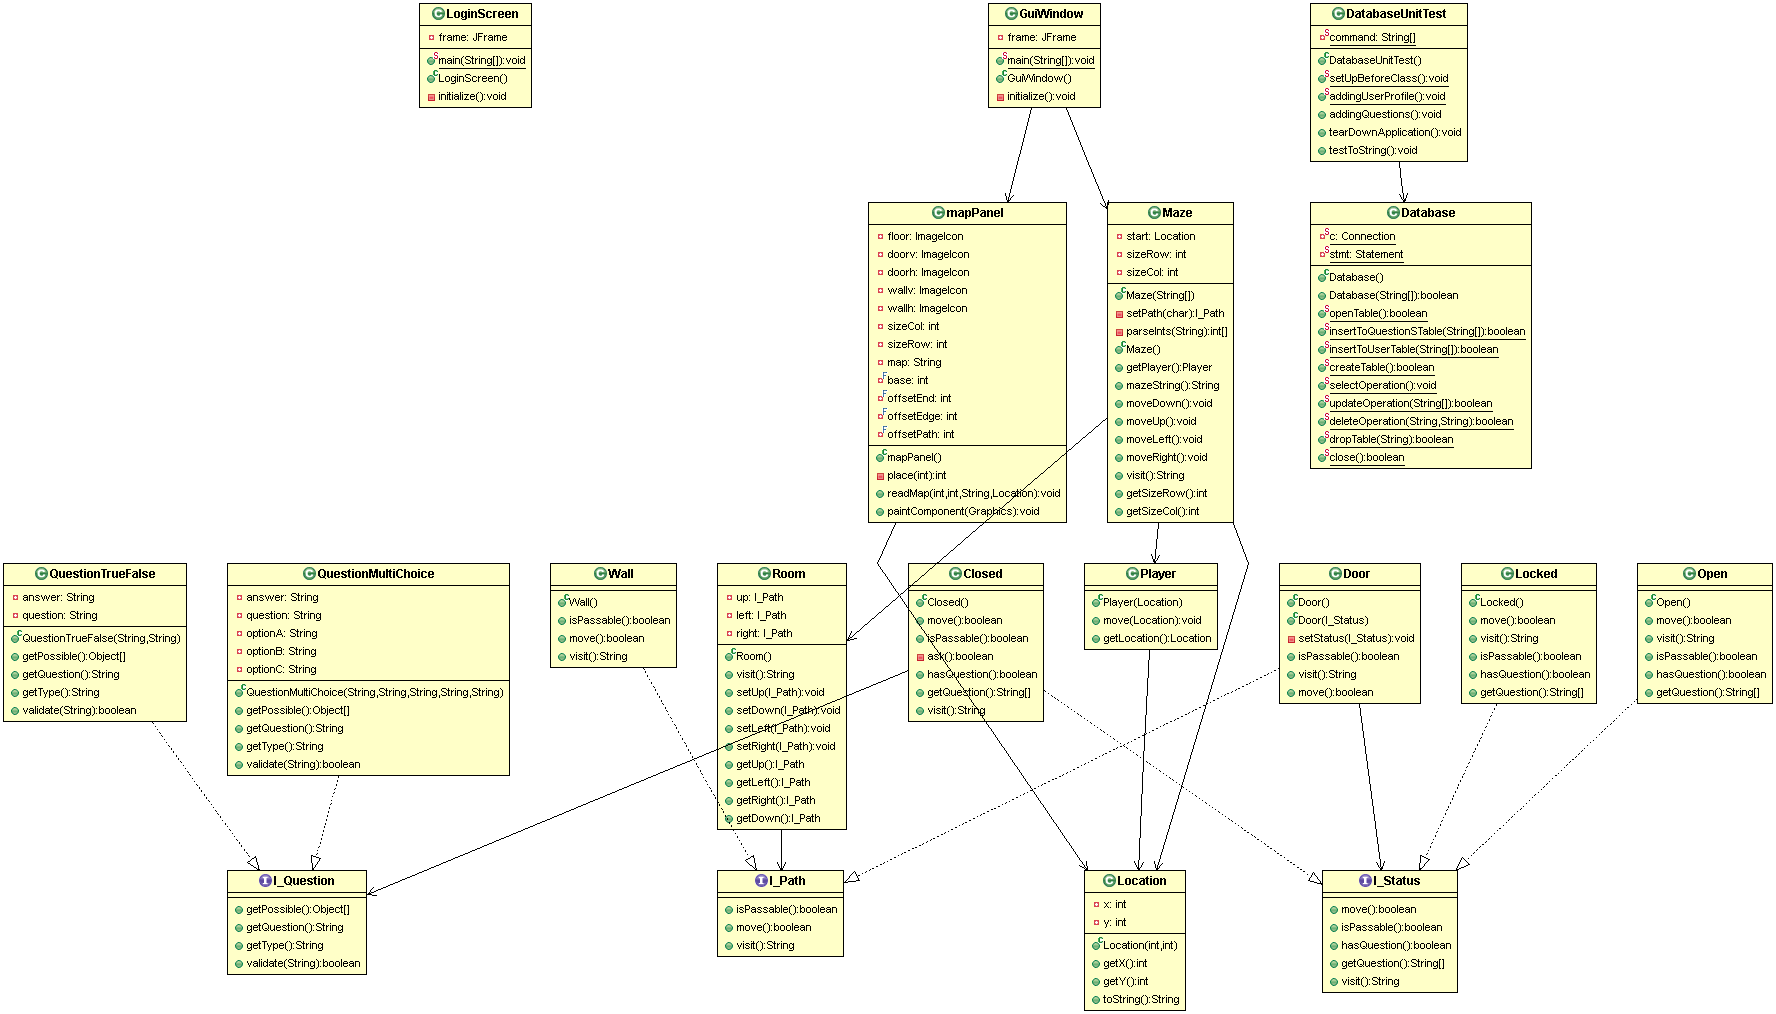 LoginScreen
frame: JFrame
main(String[]):void
LoginScreen()
initialize():void
GuiWindow
frame: JFrame
main(String[]):void
GuiWindow()
initialize():void
DatabaseUnitTest
command: String[]
DatabaseUnitTest()
setUpBeforeClass():void
addingUserProfile():void
addingQuestions():void
tearDownApplication():void
testToString():void
mapPanel
floor: ImageIcon
doorv: ImageIcon
doorh: ImageIcon
wallv: ImageIcon
wallh: ImageIcon
sizeCol: int
sizeRow: int
map: String
base: int
offsetEnd: int
offsetEdge: int
offsetPath: int
mapPanel()
place(int):int
readMap(int,int,String,Location):void
paintComponent(Graphics):void
Maze
start: Location
sizeRow: int
sizeCol: int
Maze(String[])
setPath(char):I_Path
parseInts(String):int[]
Maze()
getPlayer():Player
mazeString():String
moveDown():void
moveUp():void
moveLeft():void
moveRight():void
visit():String
getSizeRow():int
getSizeCol():int
Database
c: Connection
stmt: Statement
Database()
Database(String[]):boolean
openTable():boolean
insertToQuestionSTable(String[]):boolean
insertToUserTable(String[]):boolean
createTable():boolean
selectOperation():void
updateOperation(String[]):boolean
deleteOperation(String,String):boolean
dropTable(String):boolean
close():boolean
QuestionTrueFalse
answer: String
question: String
QuestionTrueFalse(String,String)
getPossible():Object[]
getQuestion():String
getType():String
validate(String):boolean
QuestionMultiChoice
answer: String
question: String
optionA: String
optionB: String
optionC: String
QuestionMultiChoice(String,String,String,String,String)
getPossible():Object[]
getQuestion():String
getType():String
validate(String):boolean
Wall
Wall()
isPassable():boolean
move():boolean
visit():String
Room
up: I_Path
left: I_Path
right: I_Path
Room()
visit():String
setUp(I_Path):void
setDown(I_Path):void
setLeft(I_Path):void
setRight(I_Path):void
getUp():I_Path
getLeft():I_Path
getRight():I_Path
getDown():I_Path
Closed
Closed()
move():boolean
isPassable():boolean
ask():boolean
hasQuestion():boolean
getQuestion():String[]
visit():String
Player
Player(Location)
move(Location):void
getLocation():Location
Door
Door()
Door(I_Status)
setStatus(I_Status):void
isPassable():boolean
visit():String
move():boolean
Locked
Locked()
move():boolean
visit():String
isPassable():boolean
hasQuestion():boolean
getQuestion():String[]
Open
Open()
move():boolean
visit():String
isPassable():boolean
hasQuestion():boolean
getQuestion():String[]
I_Question
getPossible():Object[]
getQuestion():String
getType():String
validate(String):boolean
I_Path
isPassable():boolean
move():boolean
visit():String
Location
x: int
y: int
Location(int,int)
getX():int
getY():int
toString():String
I_Status
move():boolean
isPassable():boolean
hasQuestion():boolean
getQuestion():String[]
visit():String